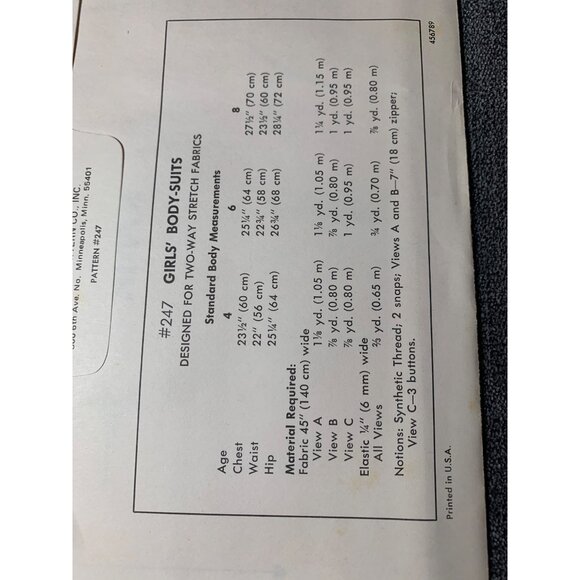 CO., INC.
6th Ave. No. Minneapolis, Minn. 55401
PATTERN #247
#247 GIRLS' BODY-SUITS
DESIGNED FOR TWO-WAY STRETCH FABRICS
Standard Body Measurements
Age 4 6 8
Chest 23½" (60 cm) 25¼" (64 cm) 27½" (70 cm)
Waist 22" (56 cm) 22¾" (58 cm) 23½" (60 cm)
Hip 25¼" (64 cm) 26¾" (68 cm) 28¼" (72 cm)
Material Required:
Fabric 45" (140 cm) wide
View A 1⅛ yd. (1.05 m) 1⅛ yd. (1.05 m) 1¼ yd. (1.15 m)
View B ⅞ yd. (0.80 m) ⅞ yd. (0.80 m) 1 yd. (0.95 m)
View C ⅞ yd. (0.80 m) 1 yd. (0.95 m) 1 yd. (0.95 m)
Elastic ¼" (6 mm) wide
All Views ⅔ yd. (0.65 m) ¾ yd. (0.70 m) ⅞ yd. (0.80 m)
Notions: Synthetic Thread; 2 snaps; Views A and B—7" (18 cm) zipper;
View C—3 buttons.
Printed in U.S.A.
456789